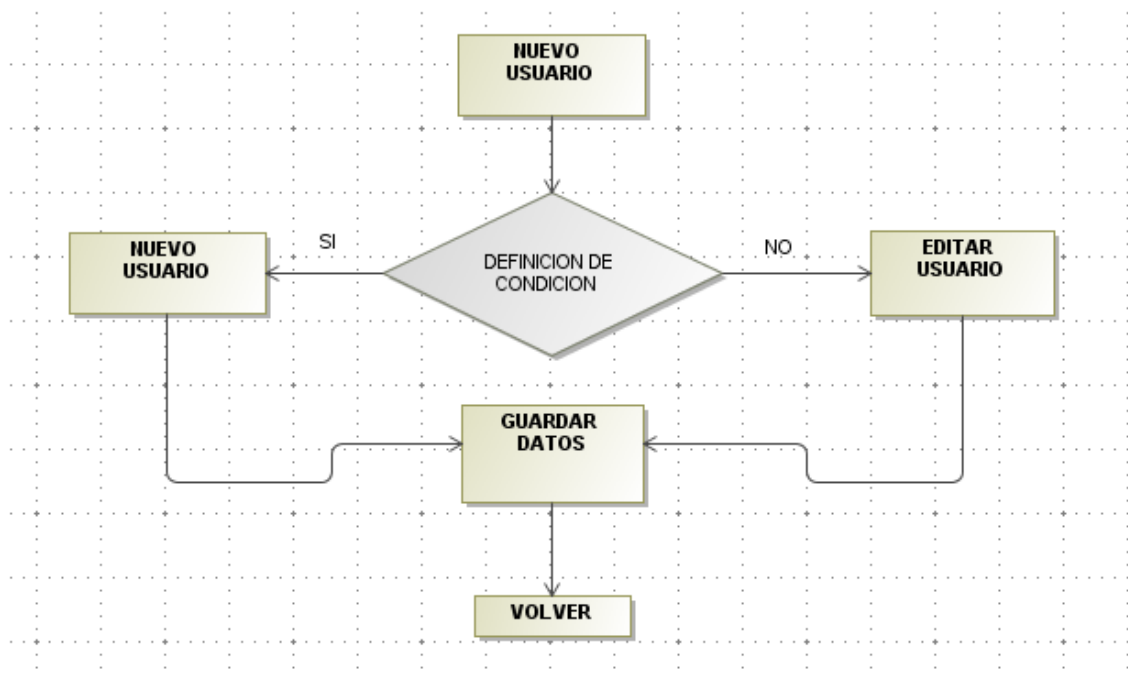 NUEVO
USUARIO
SI
NO
NUEVO
USUARIO
DEFINICION DE
CONDICION
EDITAR
USUARIO
GUARDAR
DATOS
VOLVER